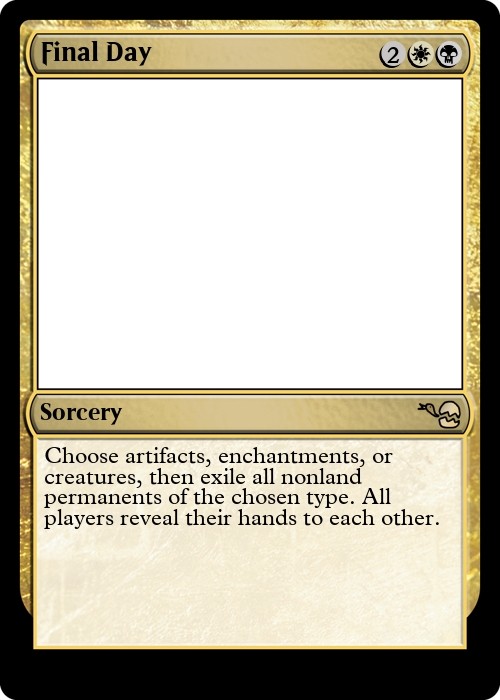 Final Day
2
Sorcery
Choose artifacts, enchantments, or
creatures, then exile all nonland
permanents of the chosen type. All
players reveal their hands to each other.